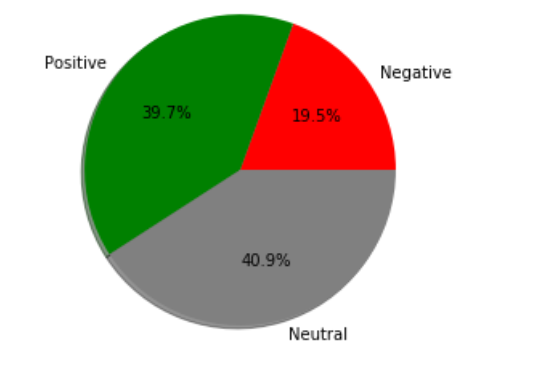 Positive
Negative
39.7%
19.5%
40.9%
Neutral